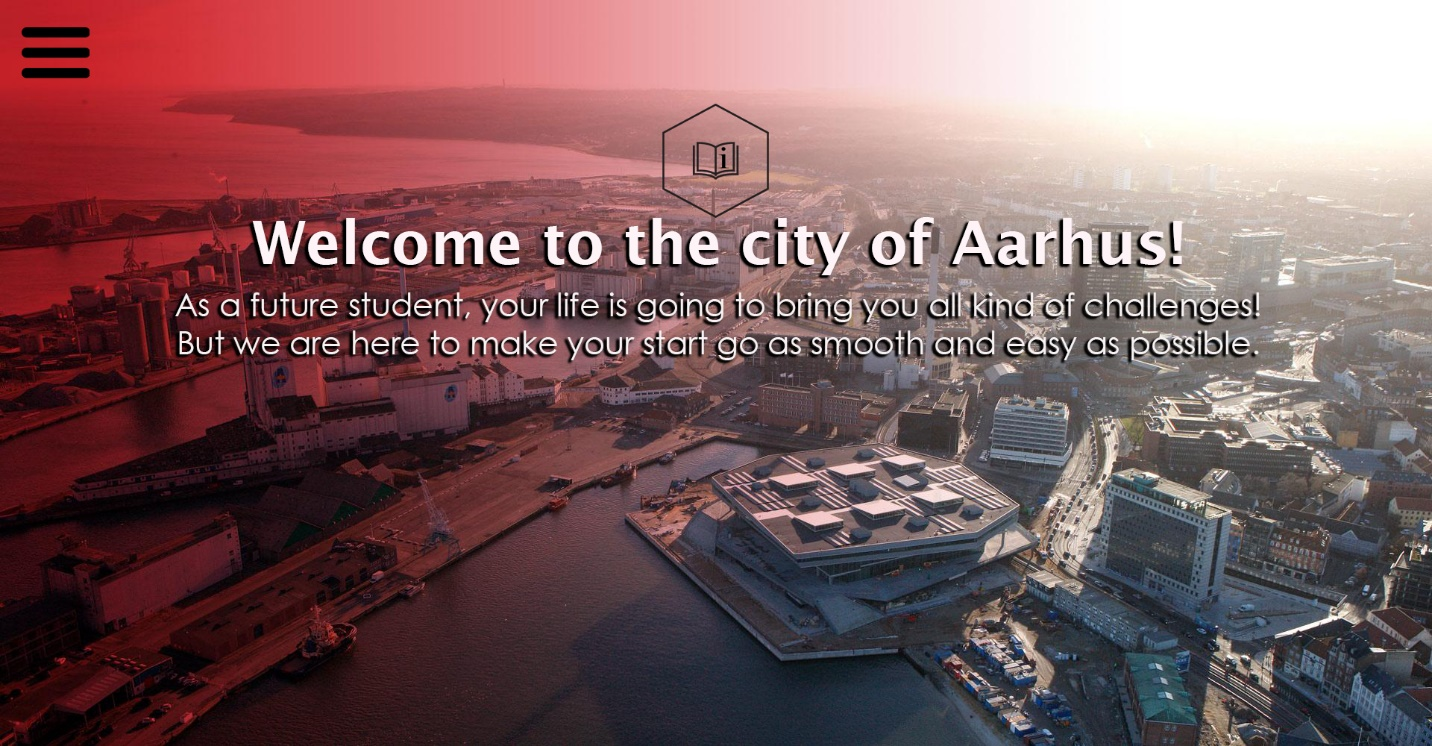 i
Welcome to the city of Aarhus!
As a future student, your life is going to bring you all kind of challenges!
But we are here to make your start go as smooth and easy as possible.